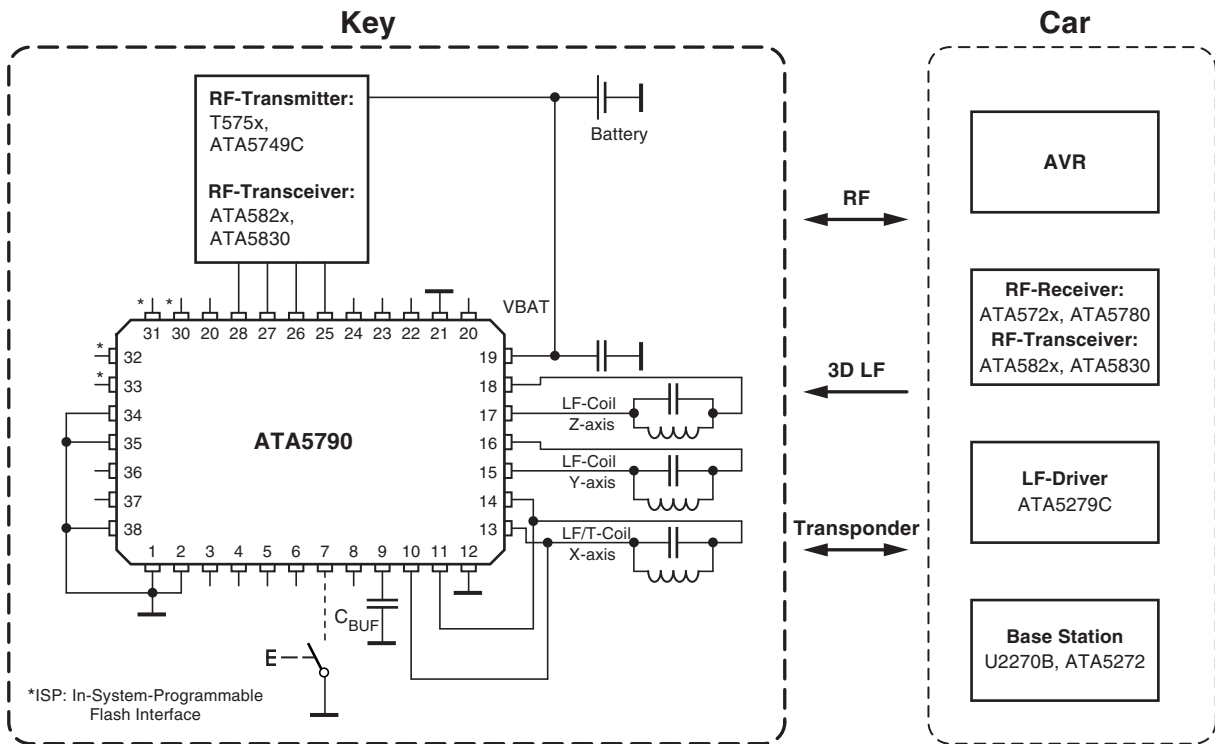 Key
Car
RF-Transmitter:
T575x,
ATA5749C
RF-Transceiver:
ATA582x,
ATA5830
Battery
VBAT
* *
31 30 20 28 27 26 25 24 23 22 21 20
* 32
* 33
34
35
36
37
38
19
18
17
16
15
14
13
ATA5790
1 2 3 4 5 6 7 8 9 10 11 12
LF-Coil
Z-axis
LF-Coil
Y-axis
LF/T-Coil
X-axis
CBUF
E
*ISP: In-System-Programmable
Flash Interface
RF
3D LF
Transponder
AVR
RF-Receiver:
ATA572x, ATA5780
RF-Transceiver:
ATA582x, ATA5830
LF-Driver
ATA5279C
Base Station
U2270B, ATA5272